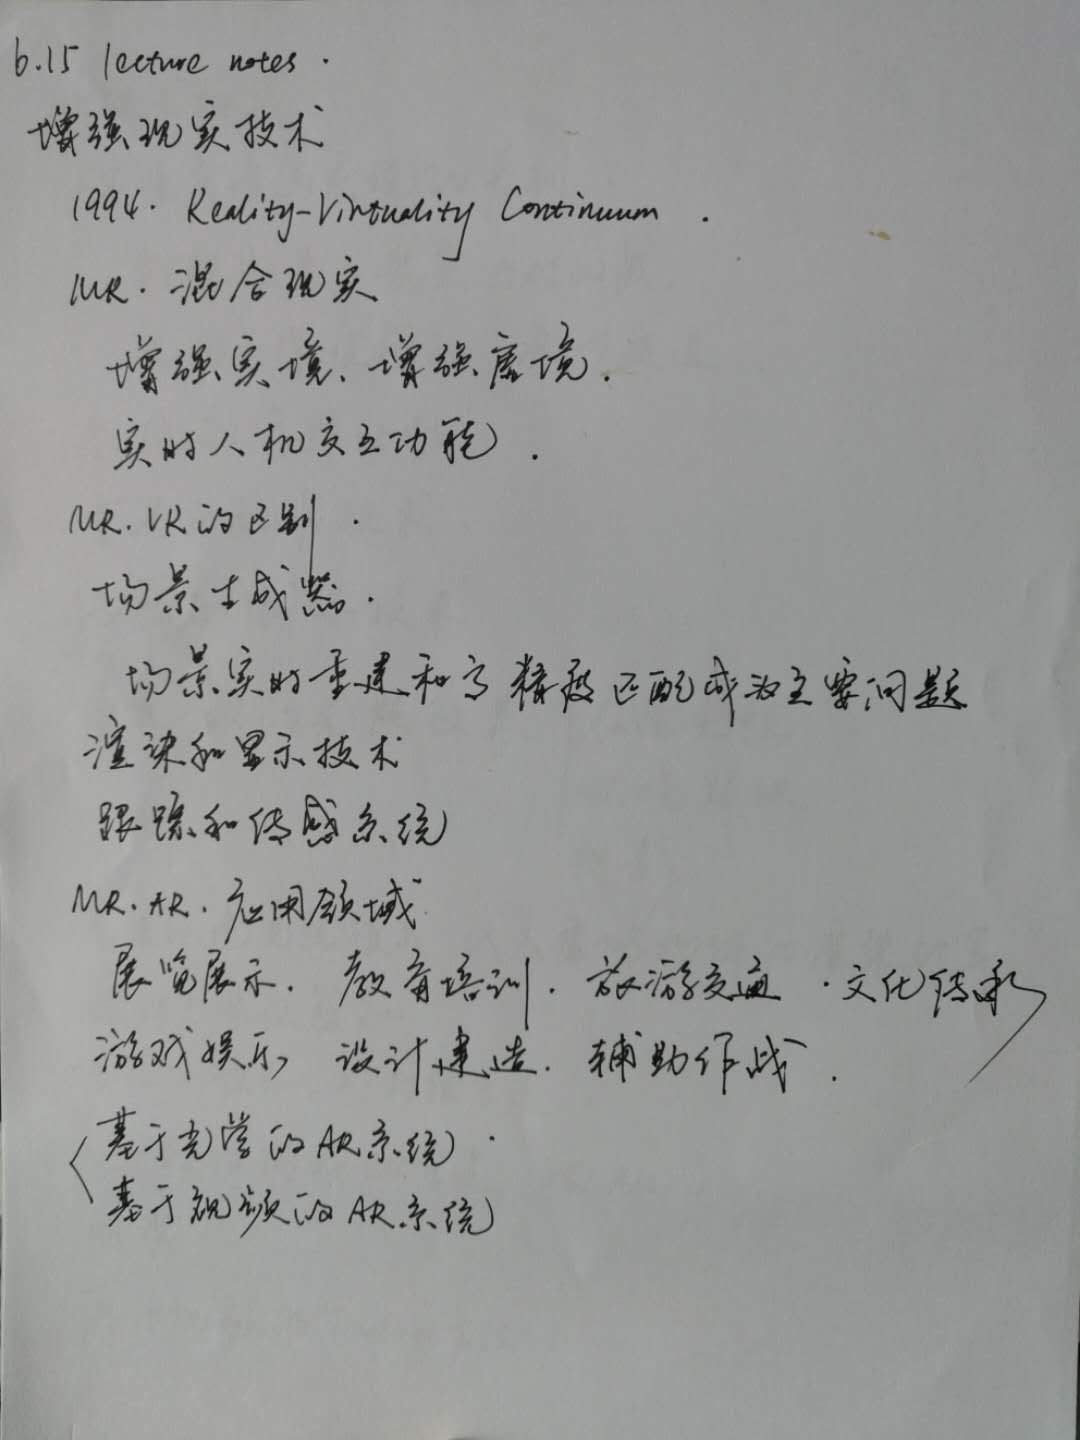 6.15 lecture notes.
增强现实技术
1994. Reality-Virtuality Continuum.
MR. 混合现实
增强实境、增强虚境.
实时人机交互功能.
MR. VR的区别.
场景生成器.
场景实时重建和高精度匹配成为主要问题
渲染和显示技术
跟踪和传感系统
MR. AR. 应用领域
展览展示. 教育培训. 旅游交通. 文化传承
游戏娱乐, 设计建造. 辅助作战.
基于光学的AR系统.
基于视频的AR系统